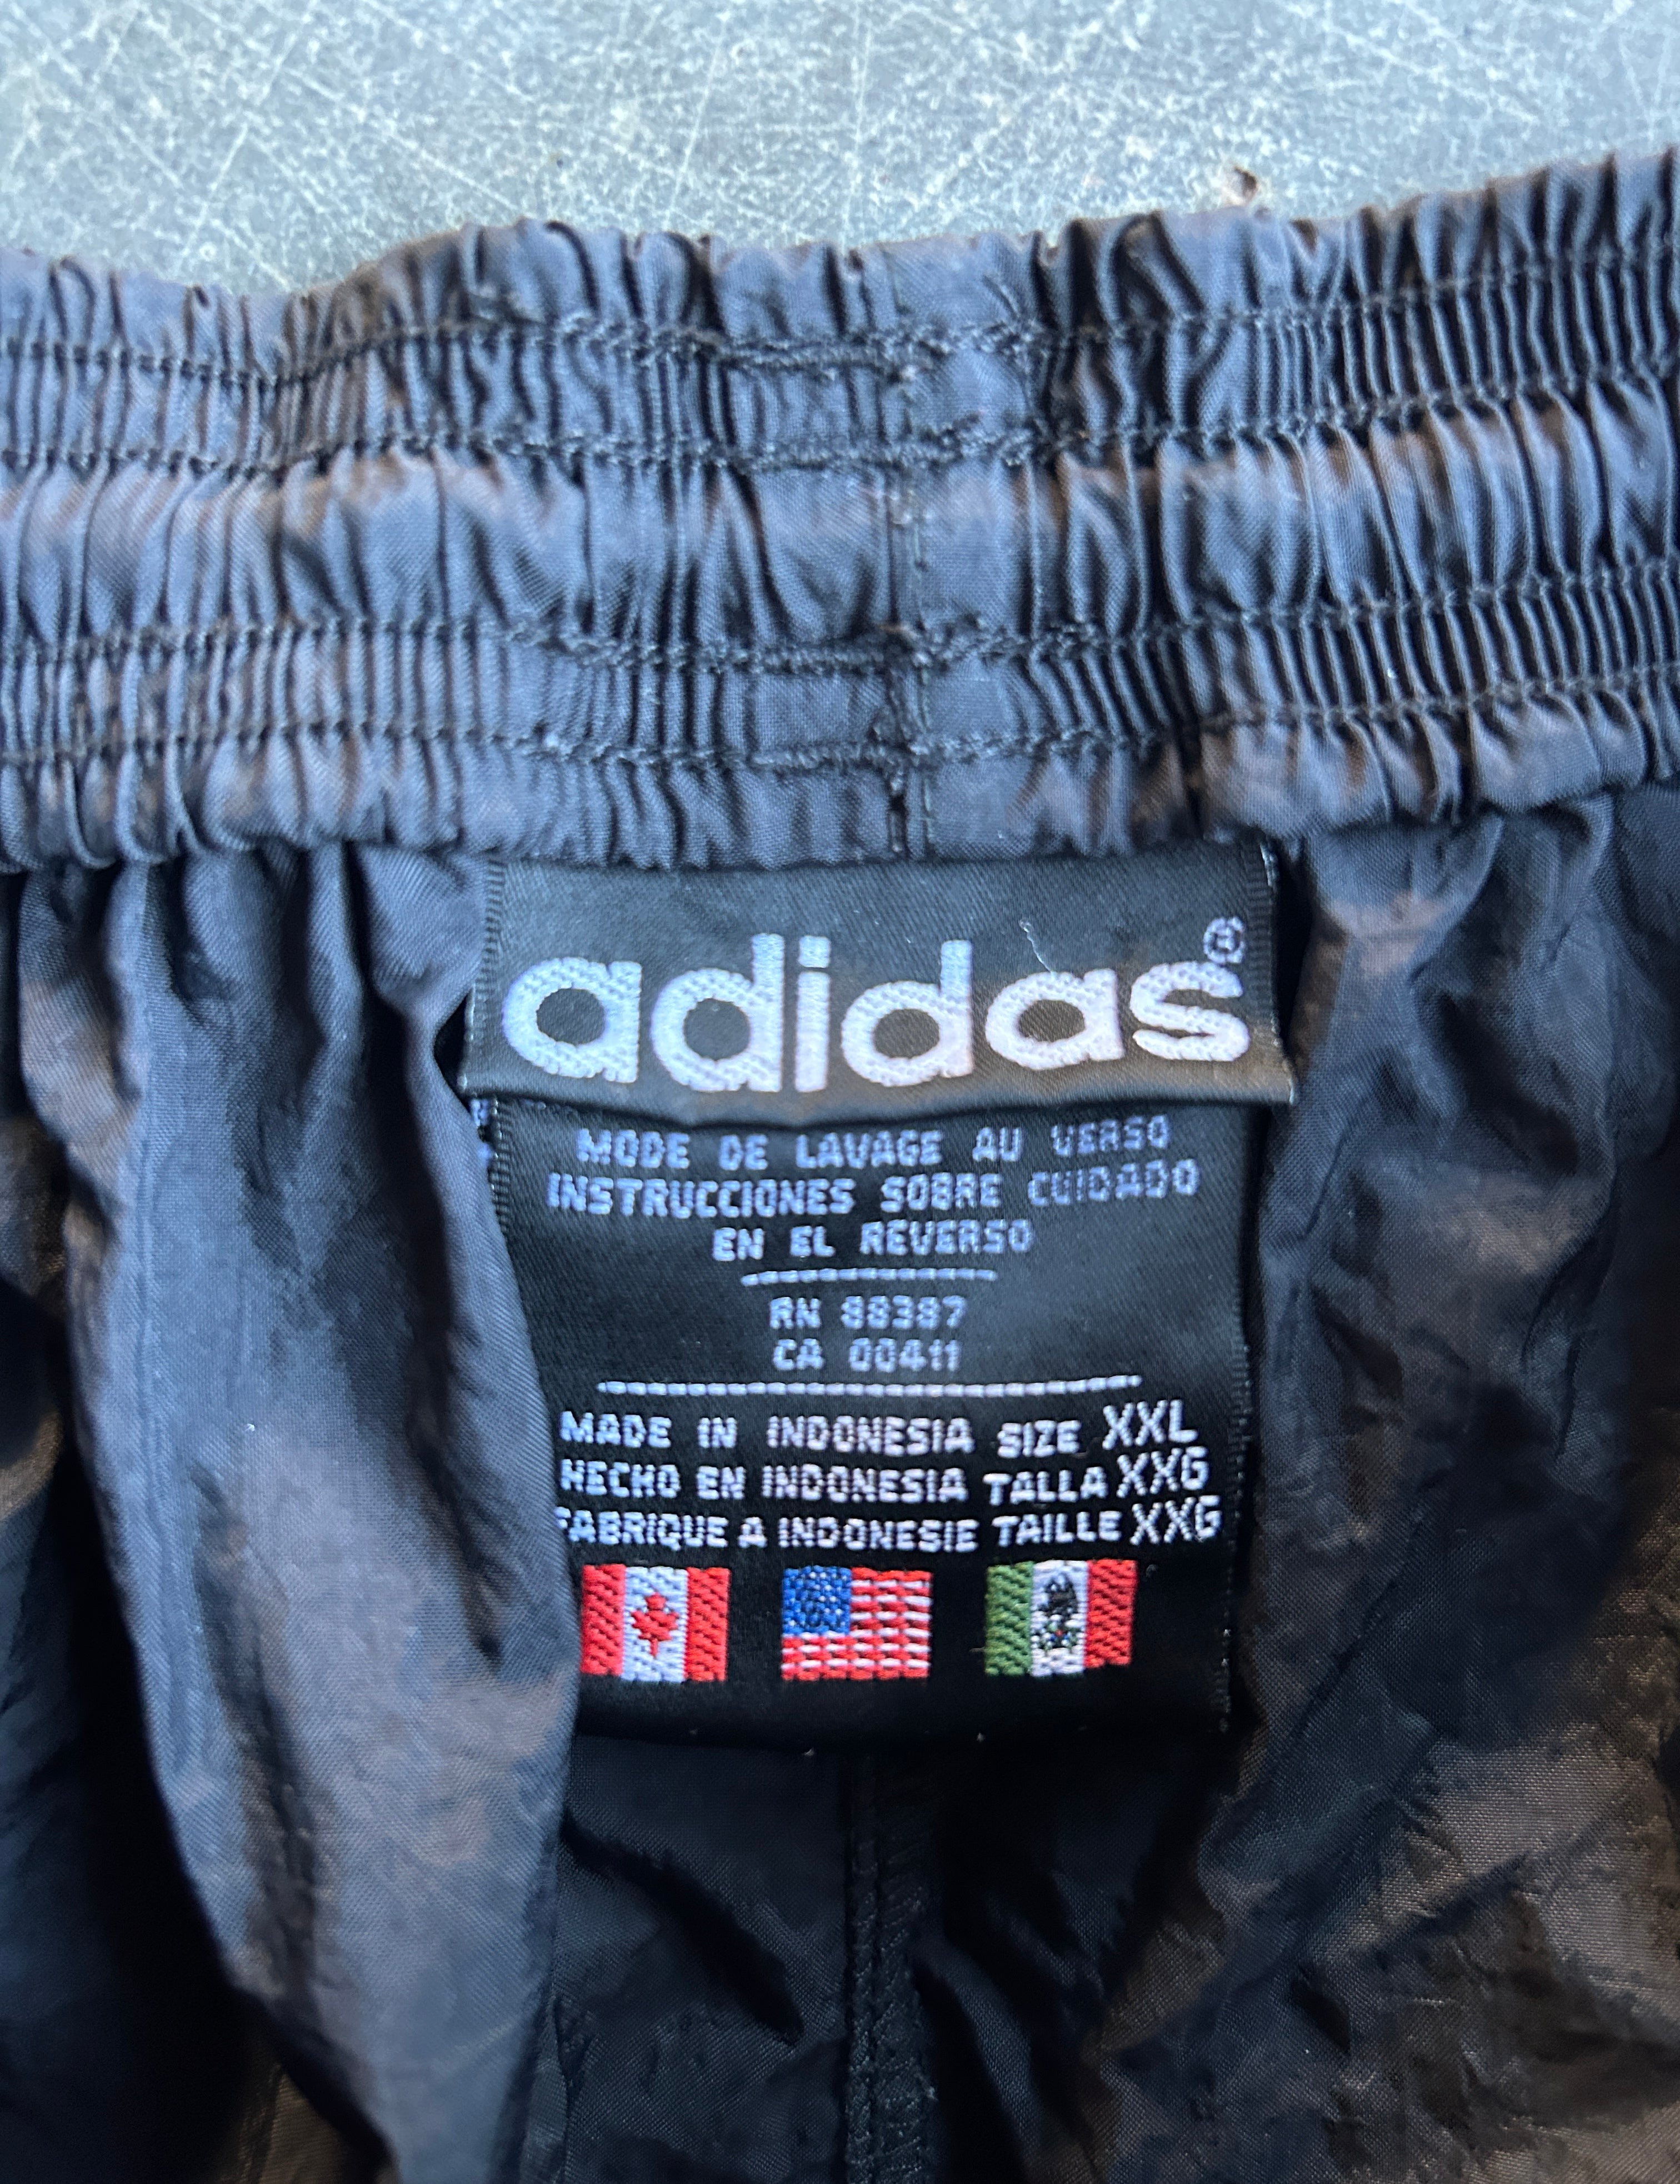 adidas®
MODE DE LAVAGE AU VERSO
INSTRUCCIONES SOBRE CUIDADO
EN EL REVERSO
RN 88387
CA 00411
MADE IN INDONESIA SIZE XXL
HECHO EN INDONESIA TALLA XXG
FABRIQUE A INDONESIE TAILLE XXG